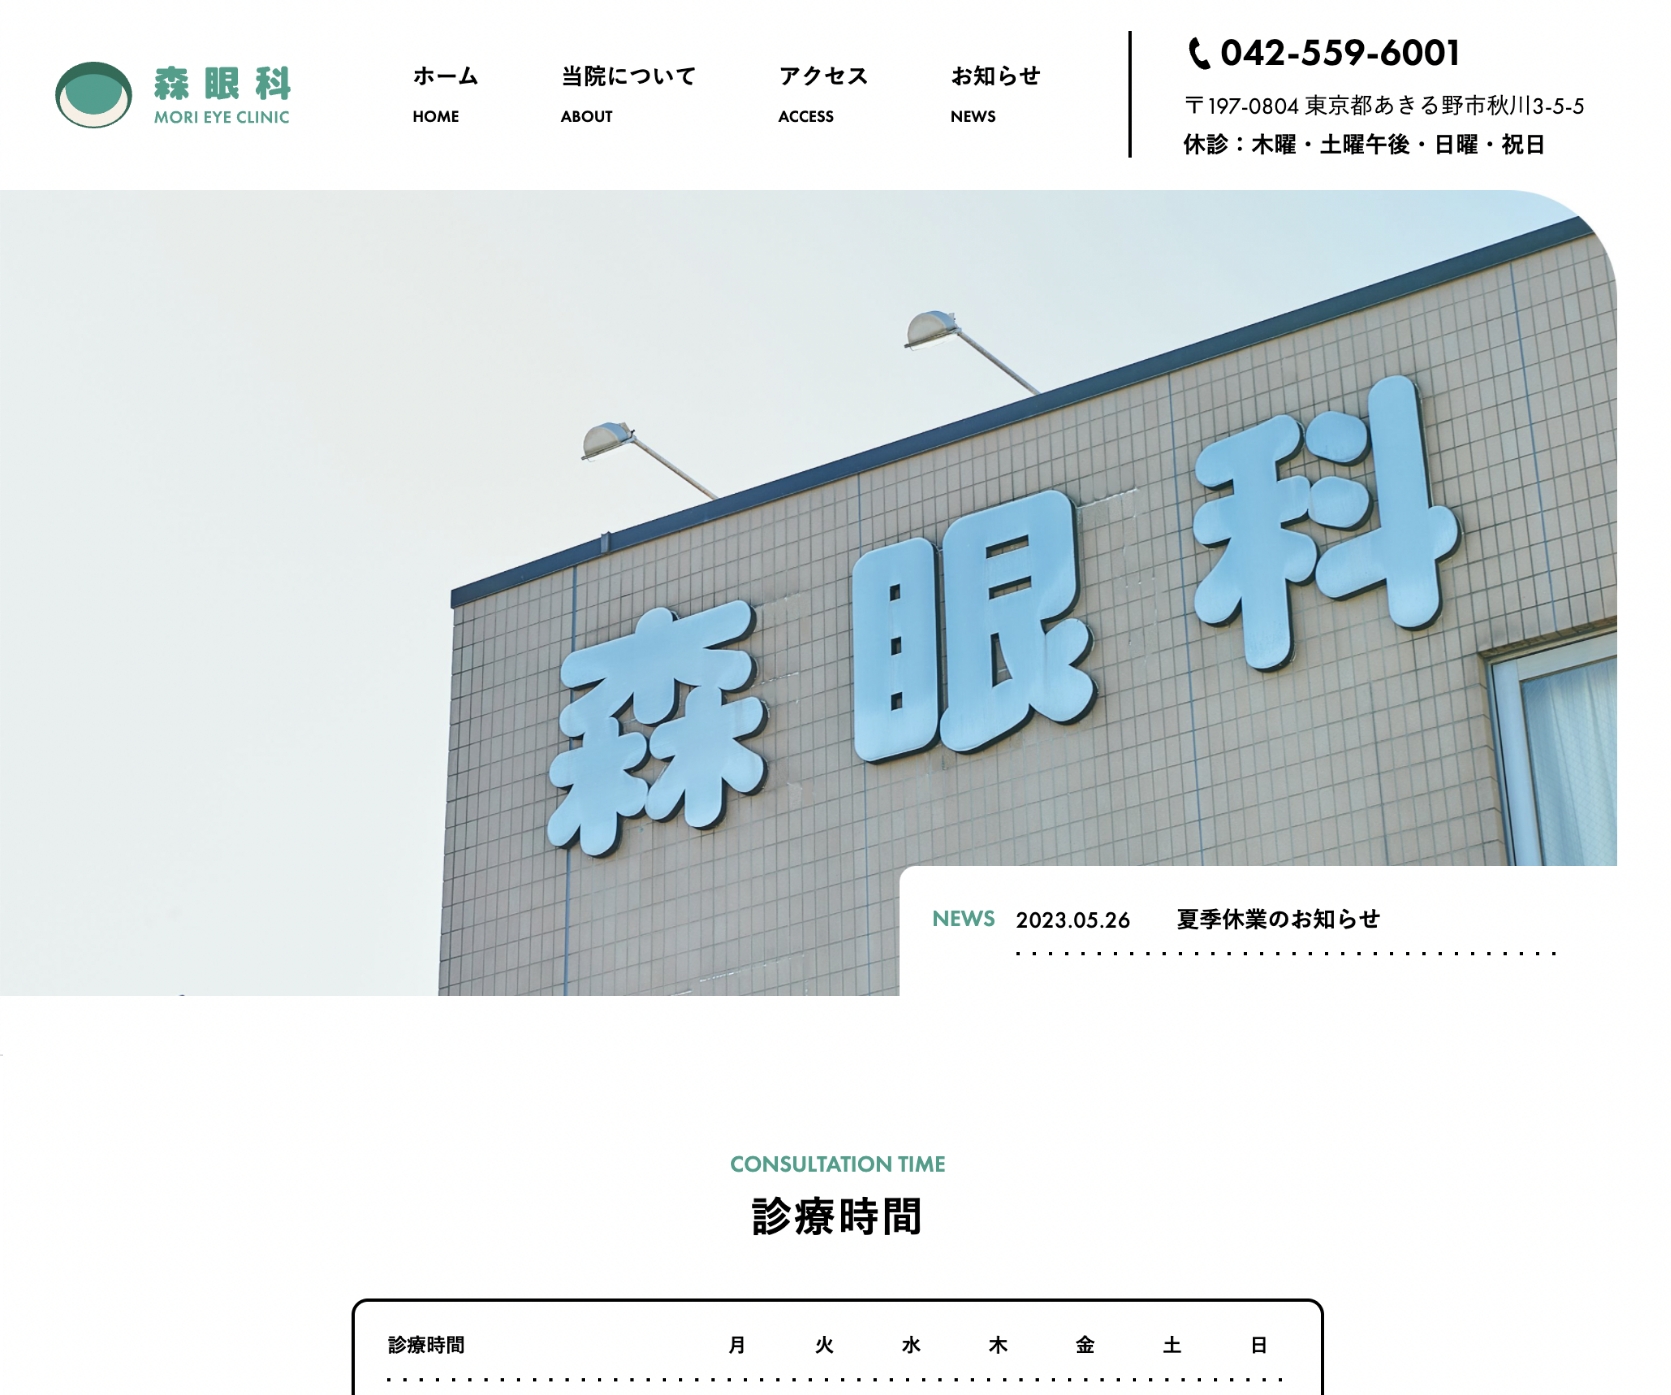 森眼科
MORI EYE CLINIC
ホーム
HOME
当院について
ABOUT
アクセス
ACCESS
お知らせ
NEWS
042-559-6001
〒197-0804 東京都あきる野市秋川3-5-5
休診：木曜・土曜午後・日曜・祝日
森眼科
NEWS 2023.05.26 夏季休業のお知らせ
CONSULTATION TIME
診療時間
診療時間 月 火 水 木 金 土 日